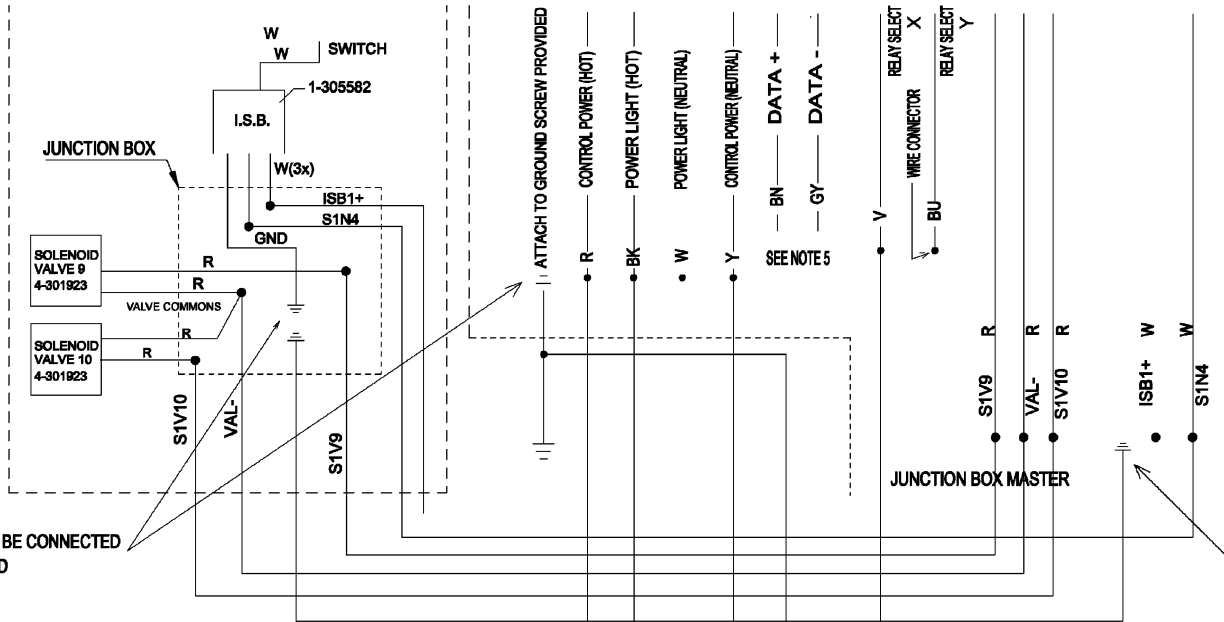 W
W
SWITCH
1-305582
I.S.B.
JUNCTION BOX
W(3x)
ISB1+
S1N4
GND
SOLENOID
VALVE 9
4-301923
R
R
VALVE COMMONS
SOLENOID
VALVE 10
4-301923
R
R
S1V10
VAL-
S1V9
BE CONNECTED
D
ATTACH TO GROUND SCREW PROVIDED
CONTROL POWER (HOT)
R
POWER LIGHT (HOT)
BK
POWER LIGHT (NEUTRAL)
W
CONTROL POWER (NEUTRAL)
Y
DATA +
BN
DATA -
GY
SEE NOTE 5
RELAY SELECT
X
V
WIRE CONNECTOR
RELAY SELECT
Y
BU
R
S1V9
R
VAL-
R
S1V10
W
ISB1+
W
S1N4
JUNCTION BOX MASTER